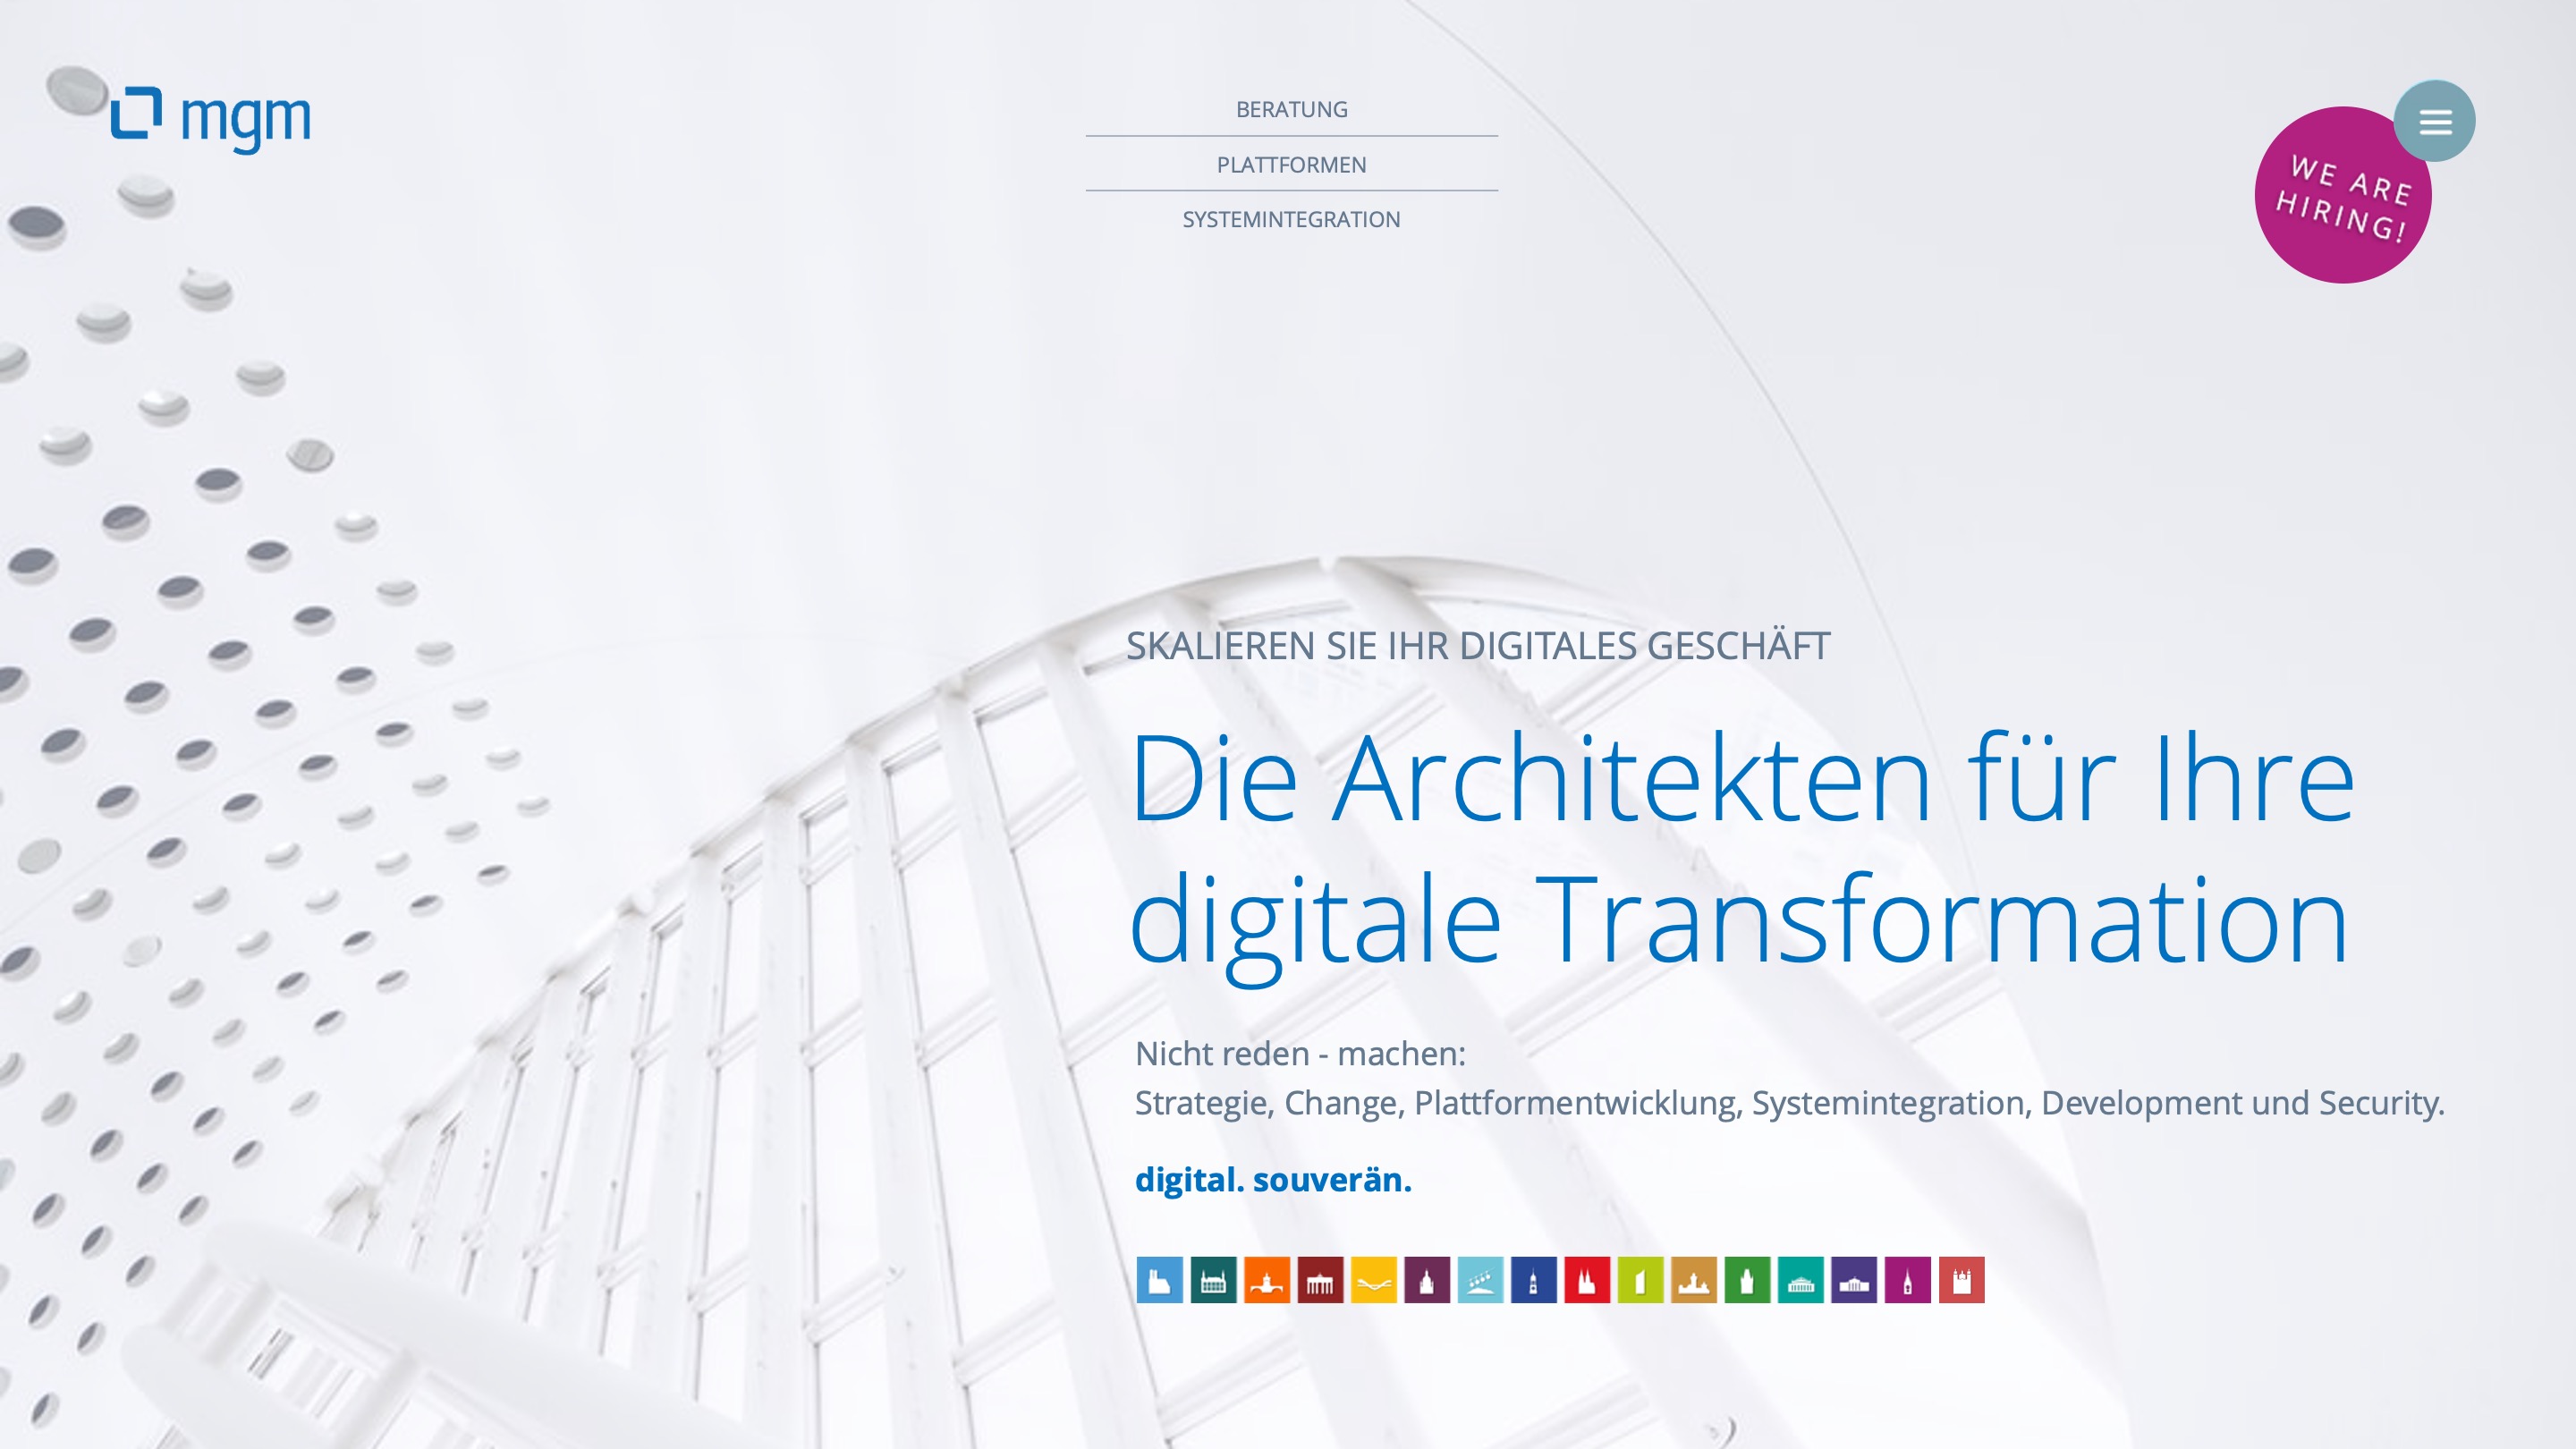 mgm
BERATUNG
PLATTFORMEN
SYSTEMINTEGRATION
WE ARE
HIRING!
SKALIEREN SIE IHR DIGITALES GESCHÄFT
Die Architekten für Ihre
digitale Transformation
Nicht reden - machen:
Strategie, Change, Plattformentwicklung, Systemintegration, Development und Security.
digital. souverän.